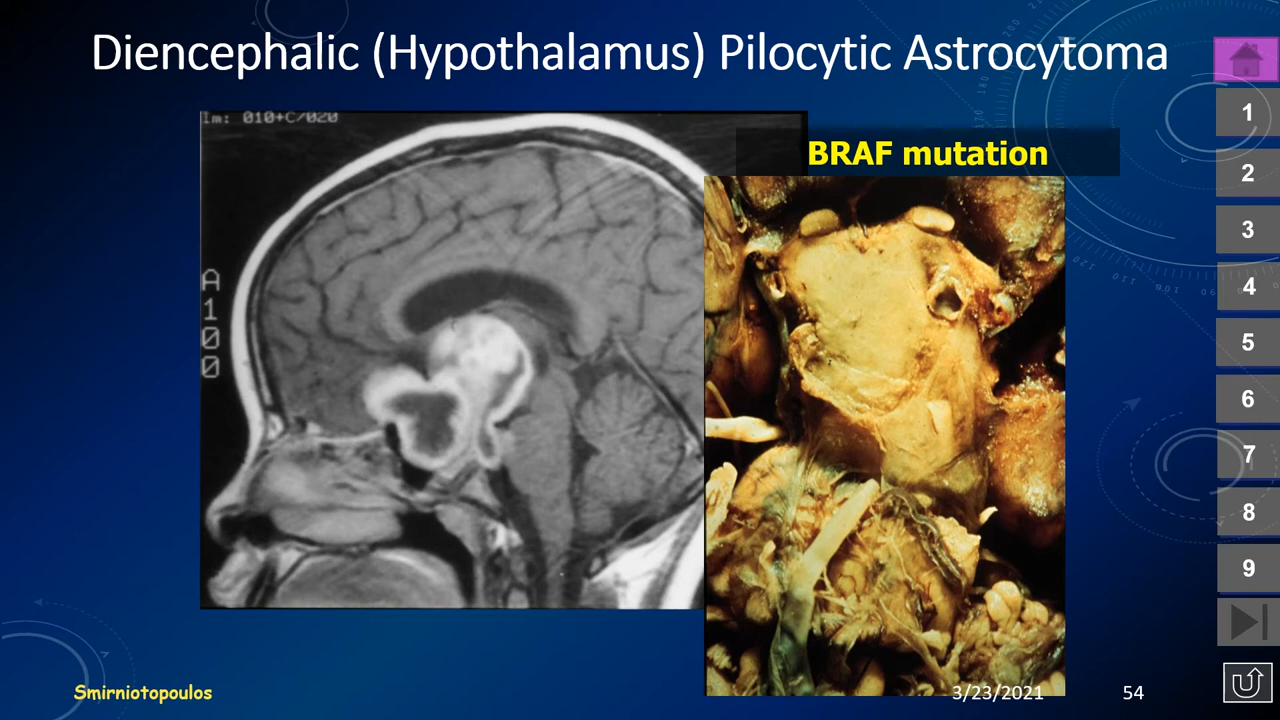 Diencephalic (Hypothalamus) Pilocytic Astrocytoma
Im: 010+C/020
BRAF mutation
A
1
0
0
1
2
3
4
5
6
7
8
9
Smirniotopoulos
3/23/2021
54